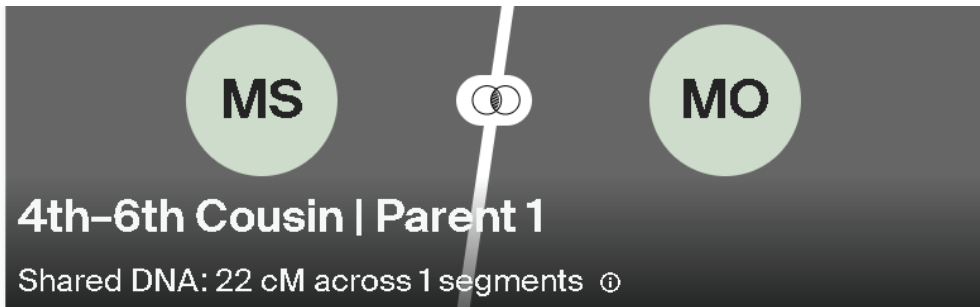 MS MO
4th–6th Cousin | Parent 1
Shared DNA: 22 cM across 1 segments